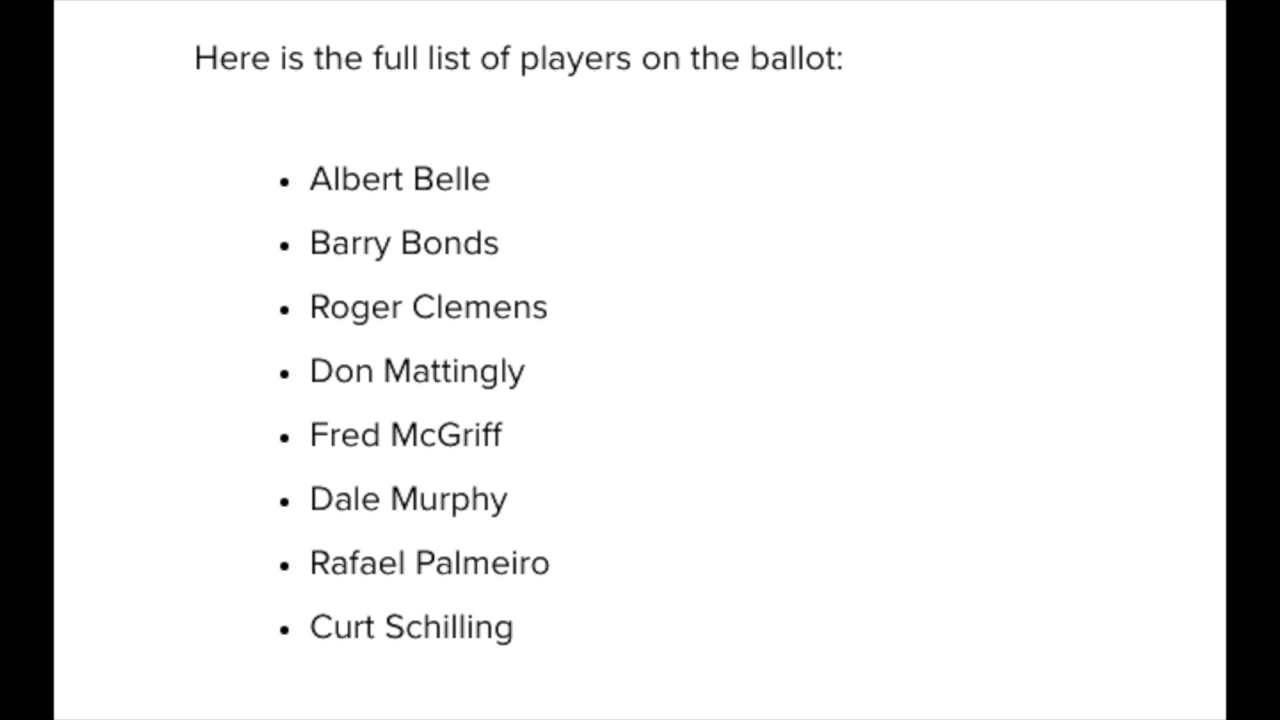 Here is the full list of players on the ballot:
• Albert Belle
• Barry Bonds
• Roger Clemens
• Don Mattingly
• Fred McGriff
• Dale Murphy
• Rafael Palmeiro
• Curt Schilling